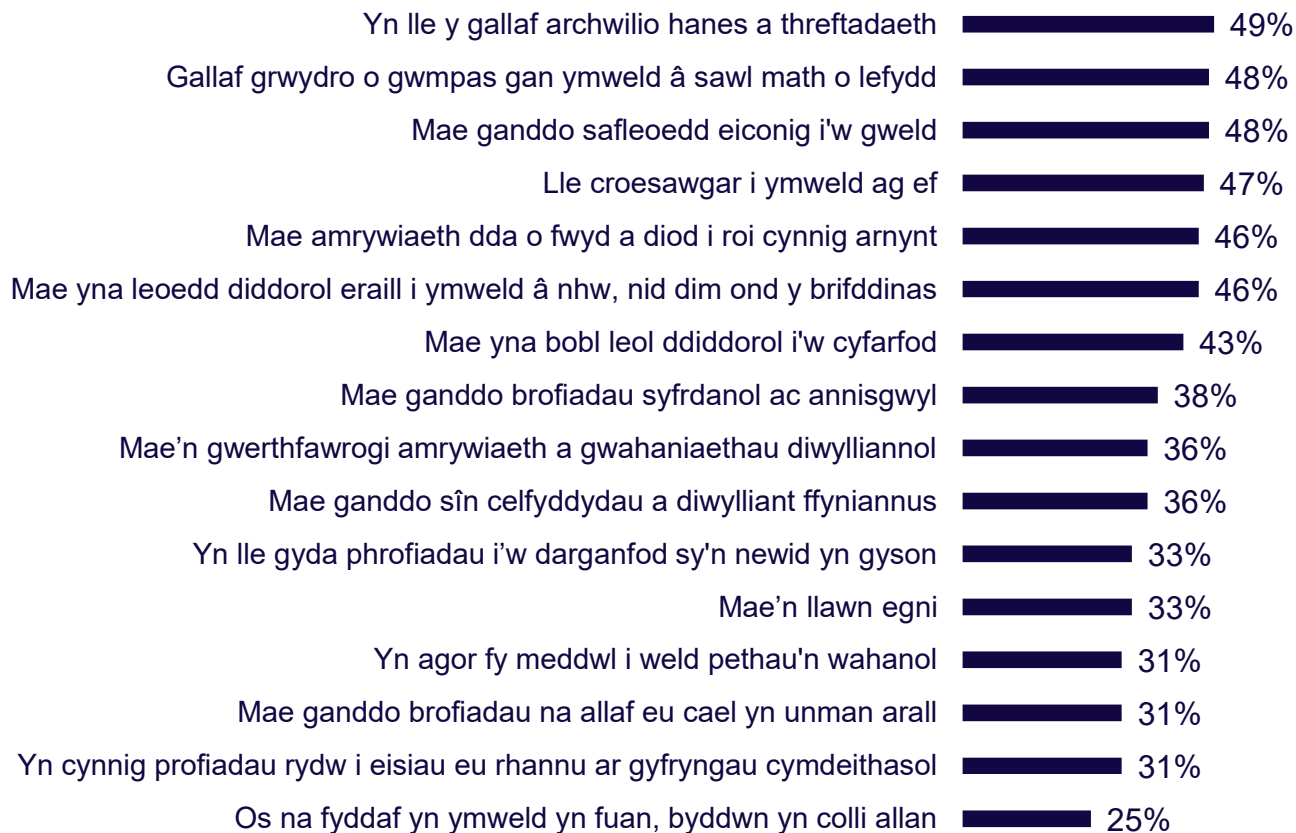 Yn lle y gallaf archwilio hanes a threftadaeth 49%
Gallaf grwydro o gwmpas gan ymweld â sawl math o lefydd 48%
Mae ganddo safleoedd eiconig i'w gweld 48%
Lle croesawgar i ymweld ag ef 47%
Mae amrywiaeth dda o fwyd a diod i roi cynnig arnynt 46%
Mae yna leoedd diddorol eraill i ymweld â nhw, nid dim ond y brifddinas 46%
Mae yna bobl leol ddiddorol i'w cyfarfod 43%
Mae ganddo brofiadau syfrdanol ac annisgwyl 38%
Mae’n gwerthfawrogi amrywiaeth a gwahaniaethau diwylliannol 36%
Mae ganddo sîn celfyddydau a diwylliant ffyniannus 36%
Yn lle gyda phrofiadau i’w darganfod sy'n newid yn gyson 33%
Mae’n llawn egni 33%
Yn agor fy meddwl i weld pethau'n wahanol 31%
Mae ganddo brofiadau na allaf eu cael yn unman arall 31%
Yn cynnig profiadau rydw i eisiau eu rhannu ar gyfryngau cymdeithasol 31%
Os na fyddaf yn ymweld yn fuan, byddwn yn colli allan 25%